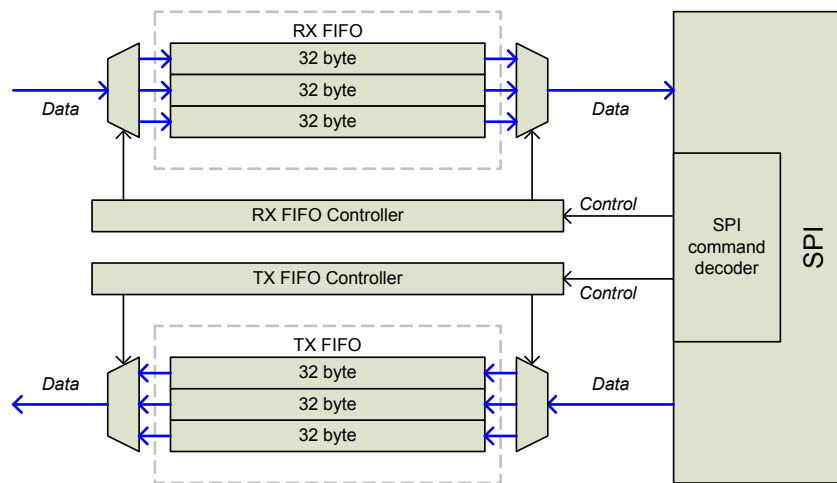 RX FIFO
32 byte
32 byte
32 byte
Data
Data
RX FIFO Controller
Control
SPI
command
decoder
SPI
TX FIFO Controller
Control
TX FIFO
32 byte
32 byte
32 byte
Data
Data